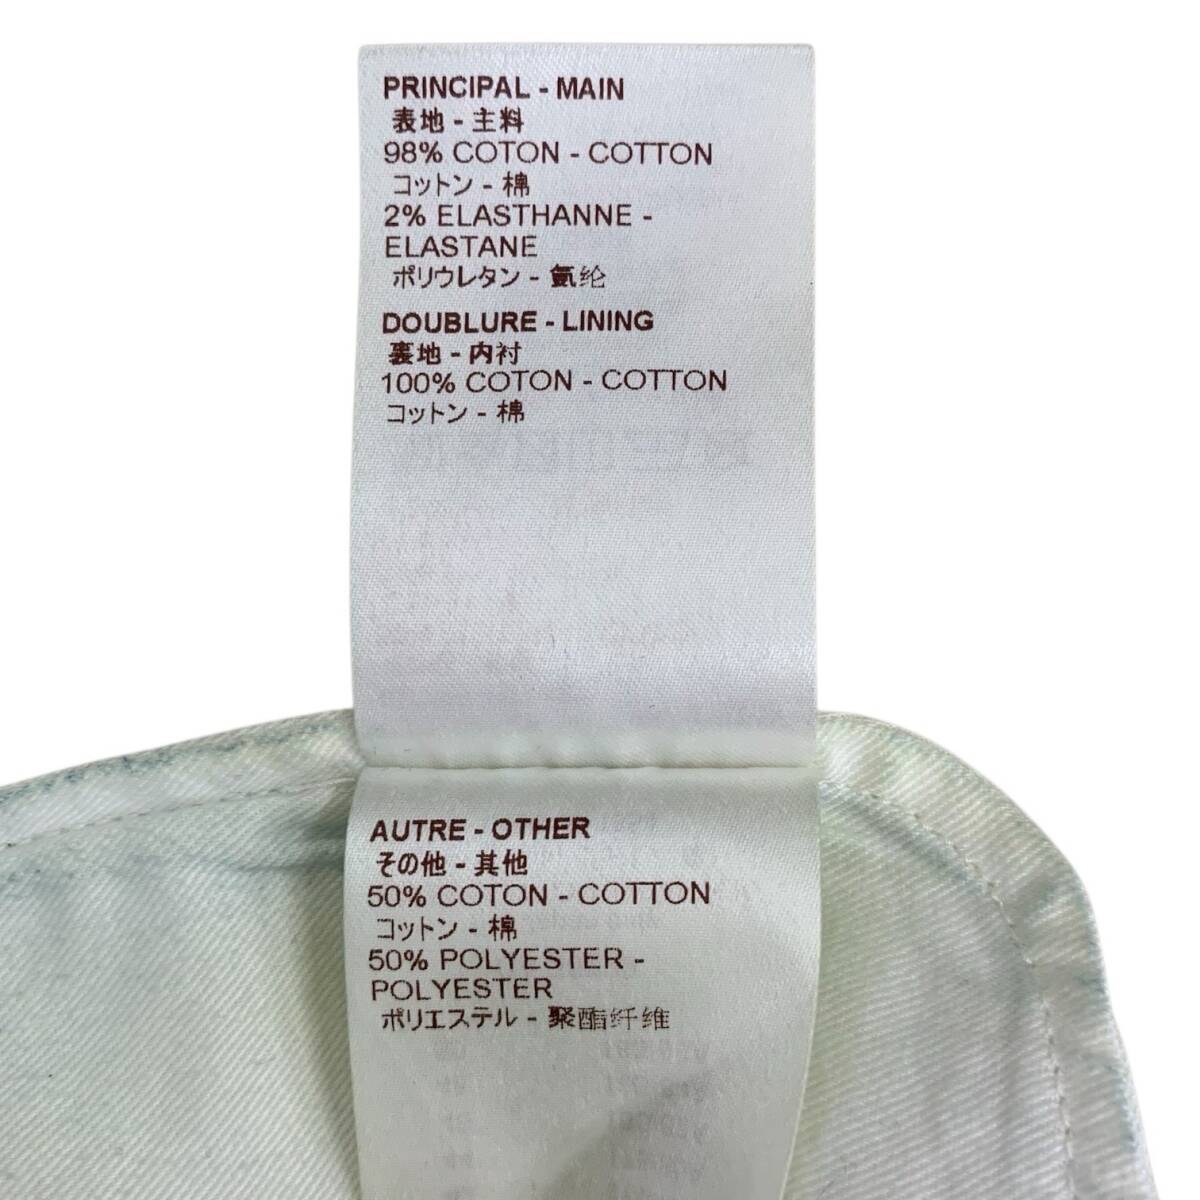 PRINCIPAL - MAIN
表地 - 主料
98% COTON - COTTON
コットン - 棉
2% ELASTHANNE -
ELASTANE
ポリウレタン - 氨纶
DOUBLURE - LINING
裏地 - 内衬
100% COTON - COTTON
コットン - 棉
AUTRE - OTHER
その他 - 其他
50% COTON - COTTON
コットン - 棉
50% POLYESTER -
POLYESTER
ポリエステル - 聚酯纤维